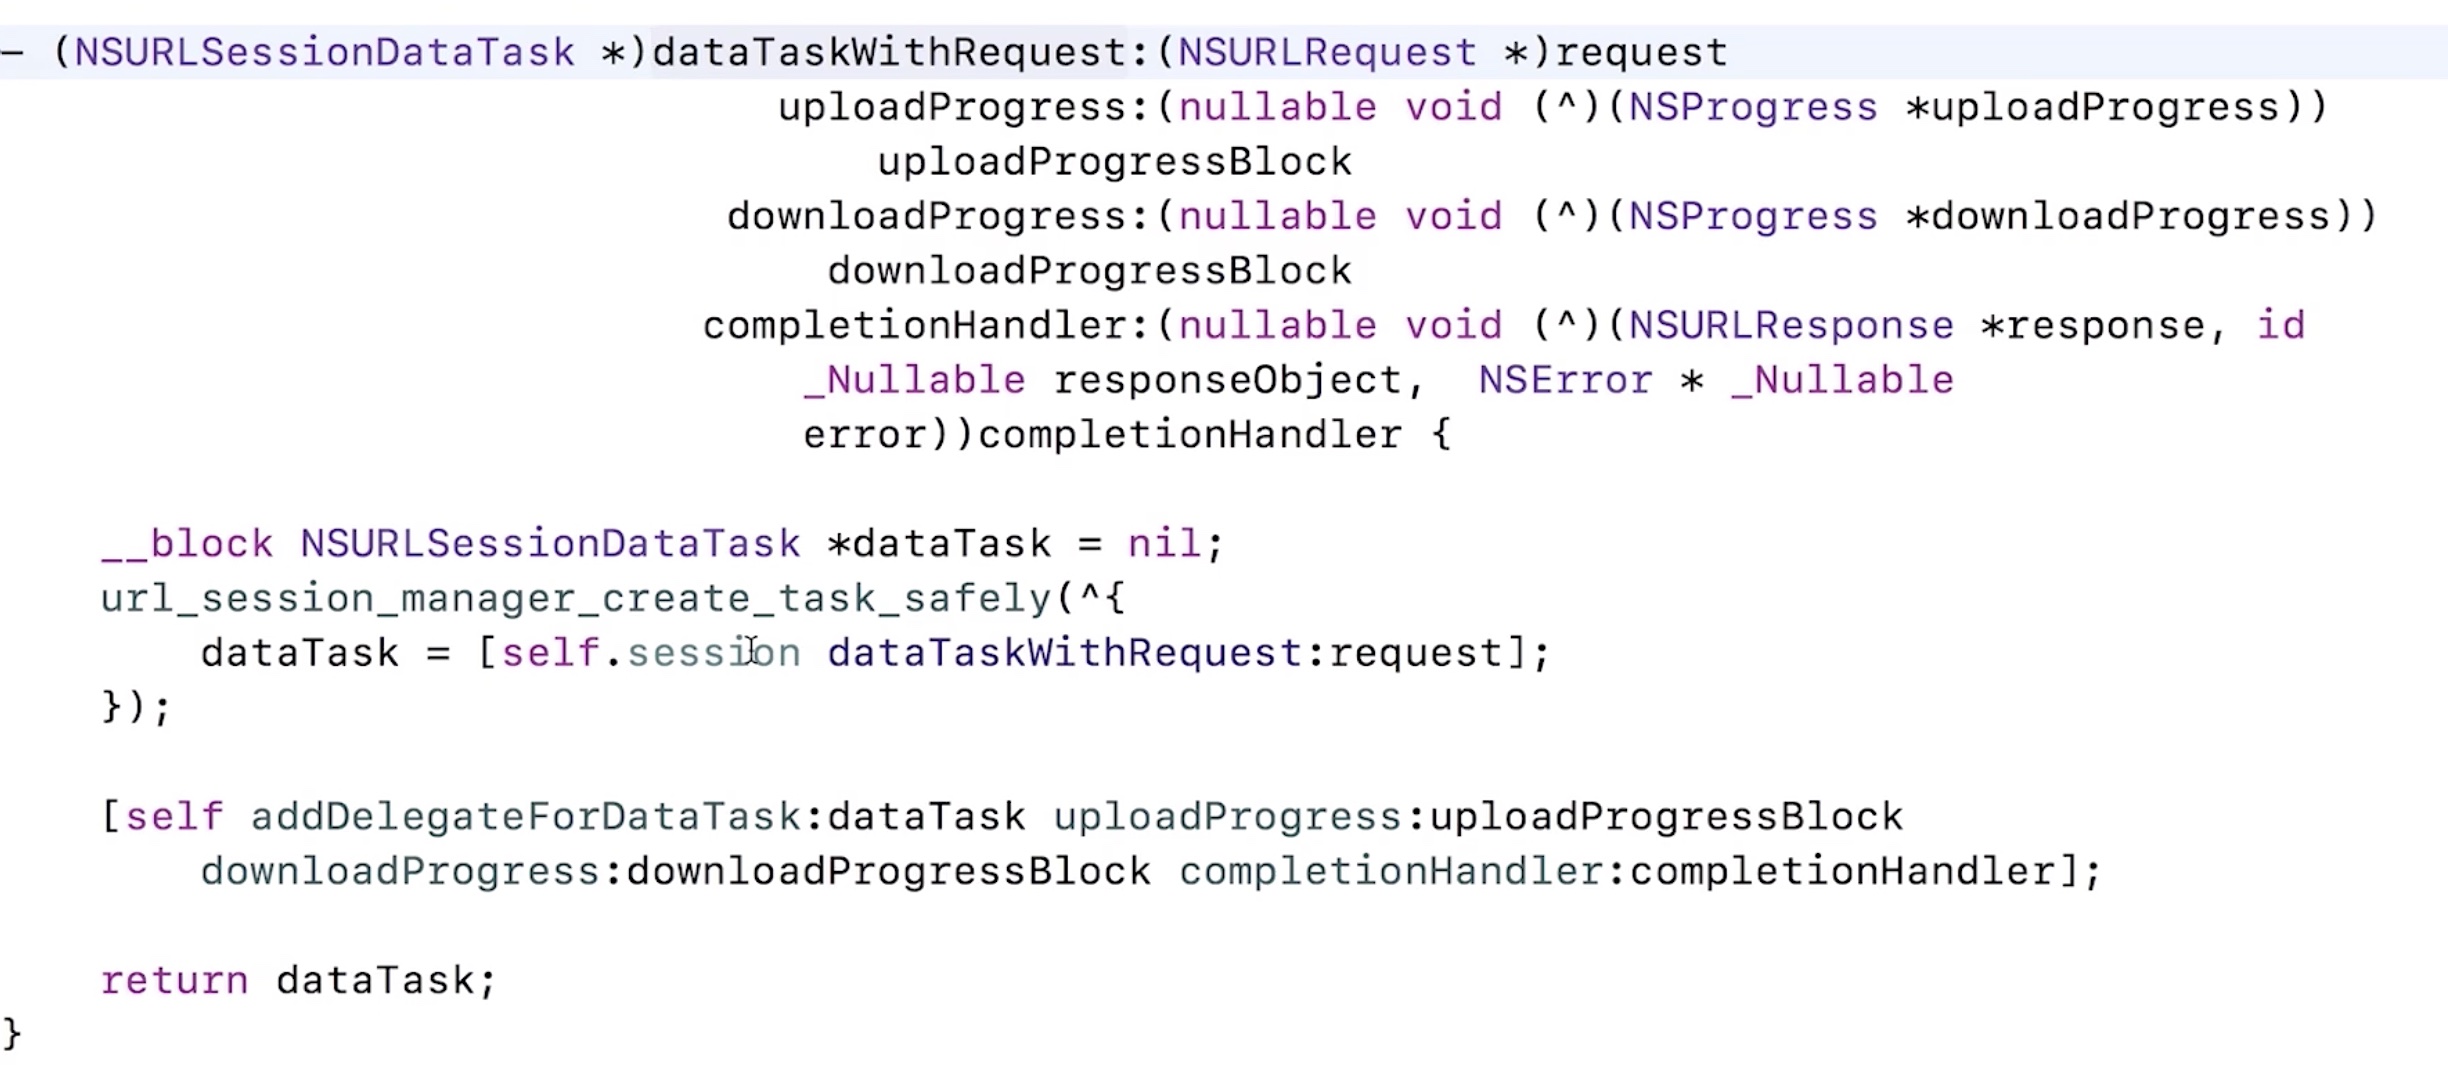 - (NSURLSessionDataTask *)dataTaskWithRequest:(NSURLRequest *)request
uploadProgress:(nullable void (^)(NSProgress *uploadProgress))
uploadProgressBlock
downloadProgress:(nullable void (^)(NSProgress *downloadProgress))
downloadProgressBlock
completionHandler:(nullable void (^)(NSURLResponse *response, id
_Nullable responseObject,  NSError * _Nullable
error))completionHandler {
__block NSURLSessionDataTask *dataTask = nil;
url_session_manager_create_task_safely(^{
dataTask = [self.session dataTaskWithRequest:request];
});
[self addDelegateForDataTask:dataTask uploadProgress:uploadProgressBlock
downloadProgress:downloadProgressBlock completionHandler:completionHandler];
return dataTask;
}